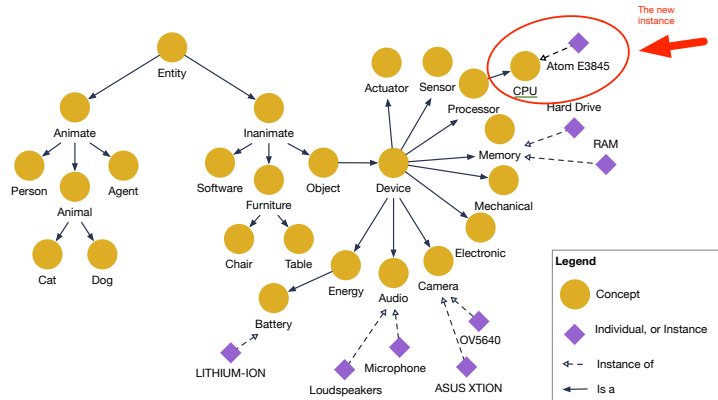 The new
instance
Entity
Actuator
Sensor
Atom E3845
CPU
Processor
Hard Drive
Animate
Inanimate
Memory
RAM
Person
Agent
Software
Object
Device
Animal
Furniture
Mechanical
Cat
Dog
Chair
Table
Electronic
Energy
Audio
Camera
Battery
OV5640
LITHIUM-ION
Microphone
Loudspeakers
ASUS XTION
Legend
Concept
Individual, or Instance
Instance of
Is a